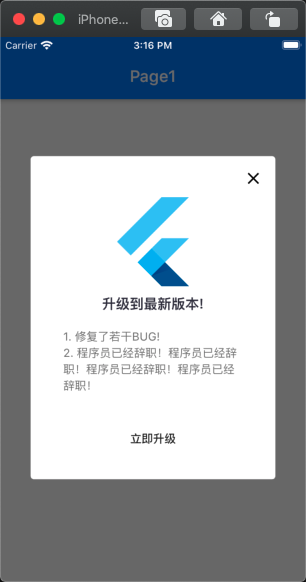 iPhone...
Carrier 3:16 PM
Page1
升级到最新版本!
1. 修复了若干BUG!
2. 程序员已经辞职！程序员已经辞
职！程序员已经辞职！程序员已经
辞职！
立即升级